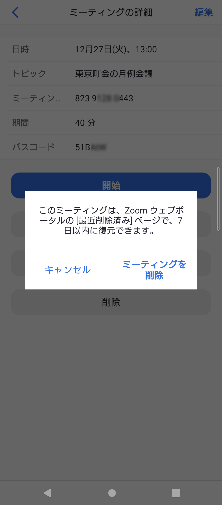 ミーティングの詳細
編集
日時 12月27日(火)、13:00
トピック 東京町会の月例会議
ミーティン... 823 9 443
期間 40 分
パスコード 51B
開始
このミーティングは、Zoom ウェブポ
ータルの [最近削除済み] ページで、7
日以内に復元できます。
キャンセル
ミーティングを
削除
削除